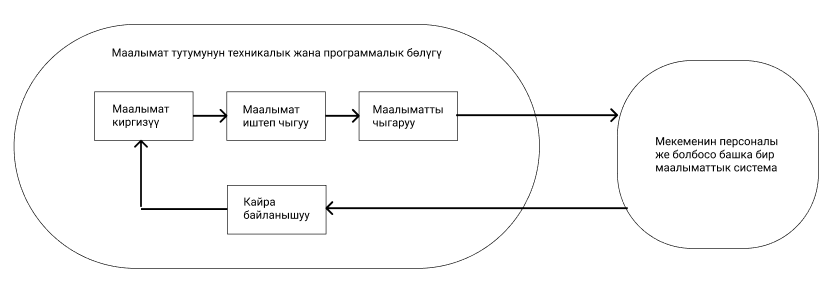 Маалымат тутумунун техникалык жана программалык бөлүгү
Маалымат
киргизүү
Маалымат
иштеп чыгуу
Маалыматты
чыгаруу
Мекеменин персоналы
же болбосо башка бир
маалыматтык система
Кайра
байланышуу